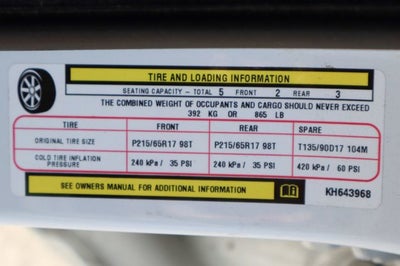 TIRE AND LOADING INFORMATION
SEATING CAPACITY - TOTAL 5 FRONT 2 REAR 3
THE COMBINED WEIGHT OF OCCUPANTS AND CARGO SHOULD NEVER EXCEED
392 KG OR 865 LB
TIRE FRONT REAR SPARE
ORIGINAL TIRE SIZE P215/65R17 98T P215/65R17 98T T135/90D17 104M
COLD TIRE INFLATION PRESSURE 240 kPa / 35 PSI 240 kPa / 35 PSI 420 kPa / 60 PSI
SEE OWNERS MANUAL FOR ADDITIONAL INFORMATION KH643968